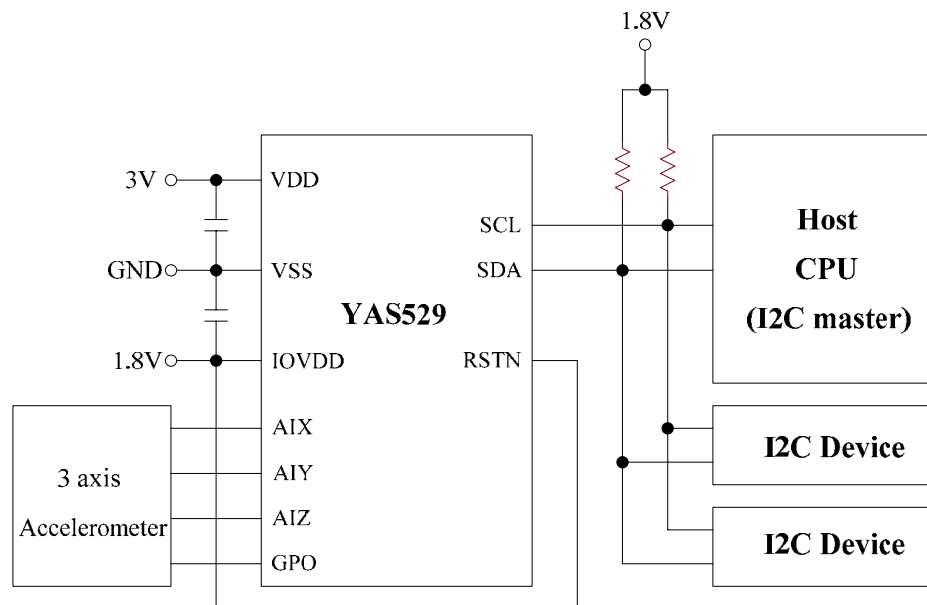 1.8V
3V
VDD
SCL
Host
CPU
(I2C master)
GND
VSS
SDA
YAS529
1.8V
IOVDD
RSTN
3 axis
Accelerometer
AIX
AIY
AIZ
GPO
I2C Device
I2C Device